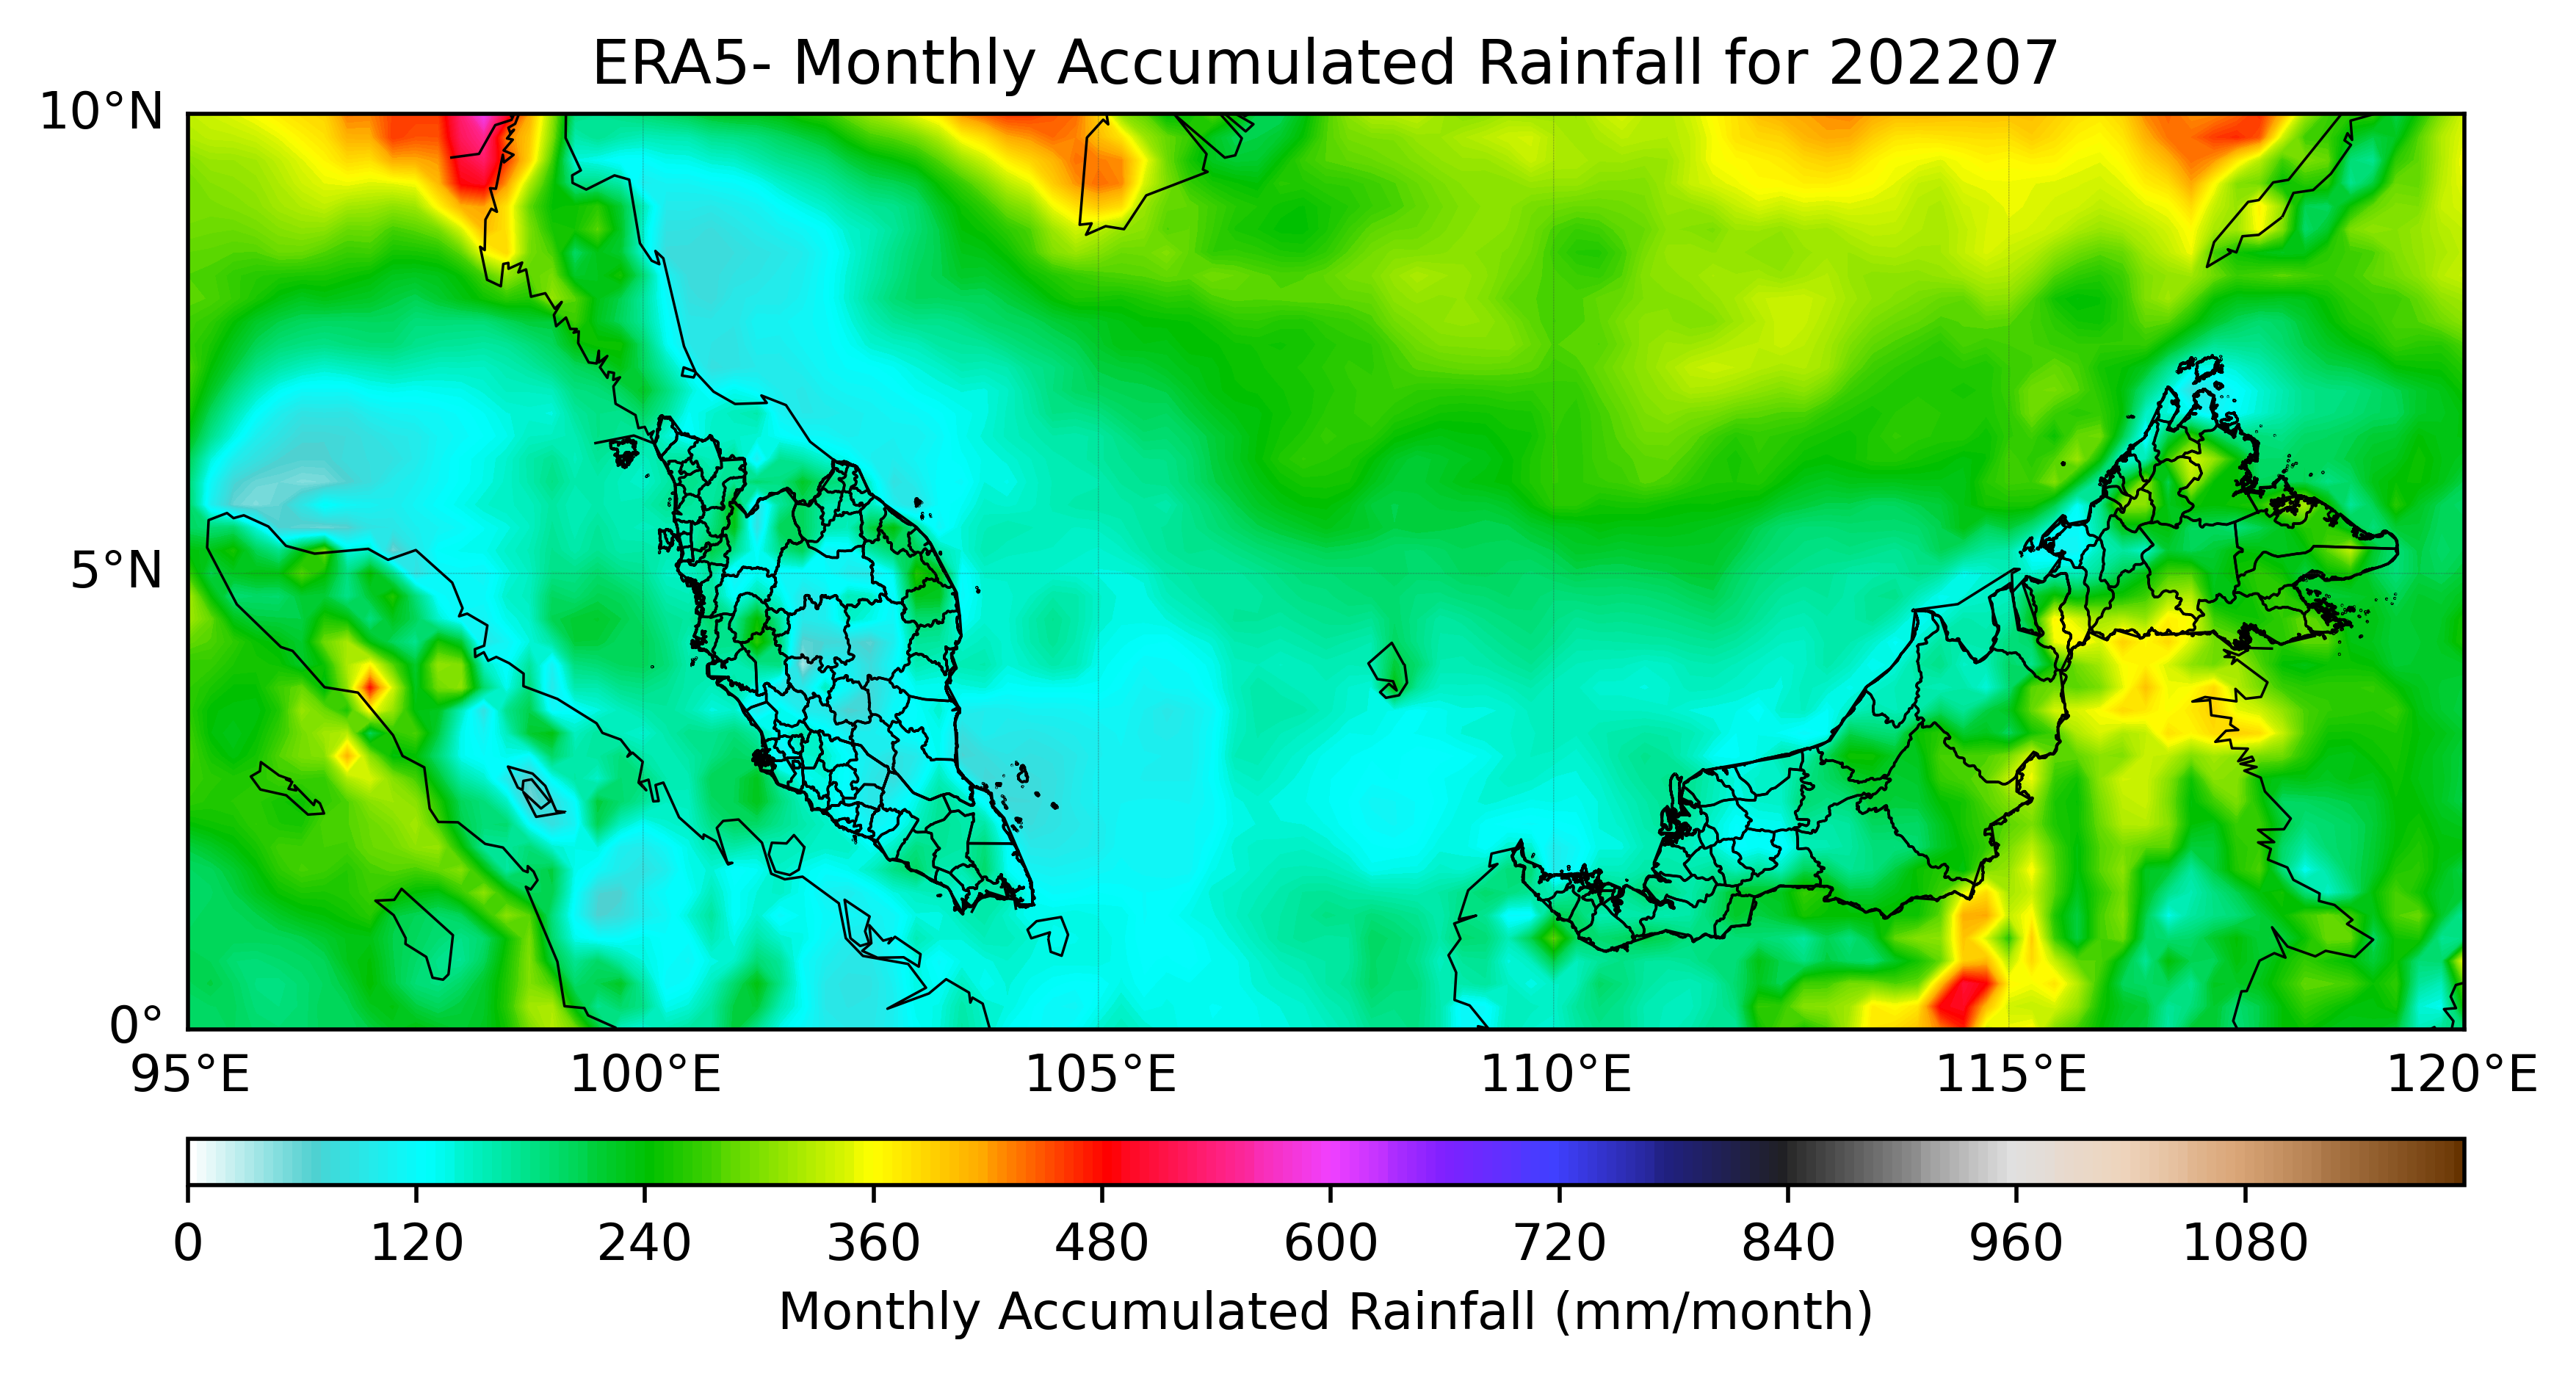 ERA5- Monthly Accumulated Rainfall for 202207
10°N
5°N
0°
95°E 100°E 105°E 110°E 115°E 120°E
0 120 240 360 480 600 720 840 960 1080
Monthly Accumulated Rainfall (mm/month)